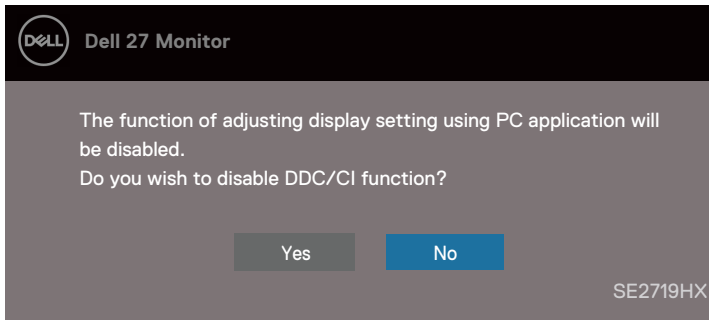 DELL
Dell 27 Monitor
The function of adjusting display setting using PC application will
be disabled.
Do you wish to disable DDC/CI function?
Yes
No
SE2719HX